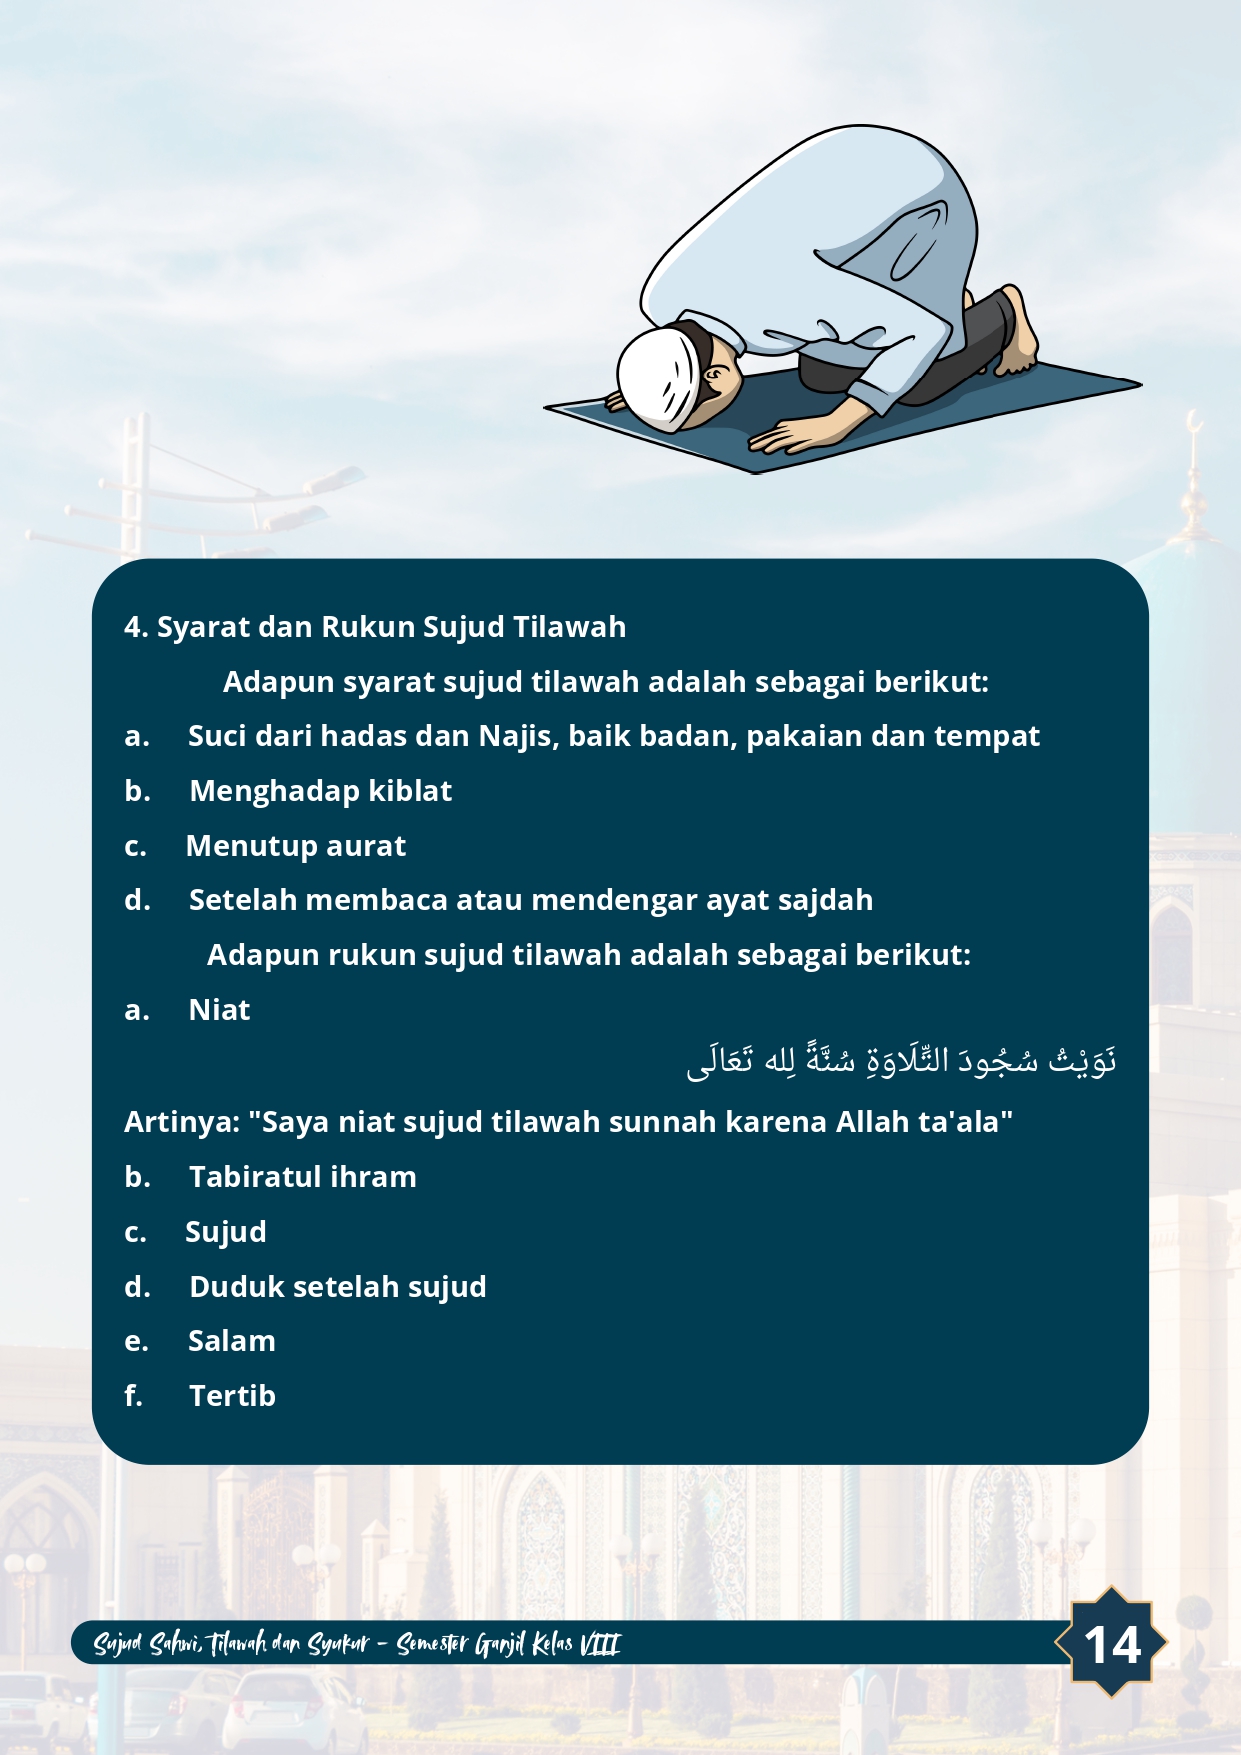 4. Syarat dan Rukun Sujud Tilawah
Adapun syarat sujud tilawah adalah sebagai berikut:
a. Suci dari hadas dan Najis, baik badan, pakaian dan tempat
b. Menghadap kiblat
c. Menutup aurat
d. Setelah membaca atau mendengar ayat sajdah
Adapun rukun sujud tilawah adalah sebagai berikut:
a. Niat
نَوَيْتُ سُجُودَ التِّلَاوَةِ سُنَّةً لِله تَعَالَى
Artinya: "Saya niat sujud tilawah sunnah karena Allah ta'ala"
b. Tabiratul ihram
c. Sujud
d. Duduk setelah sujud
e. Salam
f. Tertib
Sujud Sahwi, Tilawah dan Syukur - Semester Ganjil Kelas VIII
14